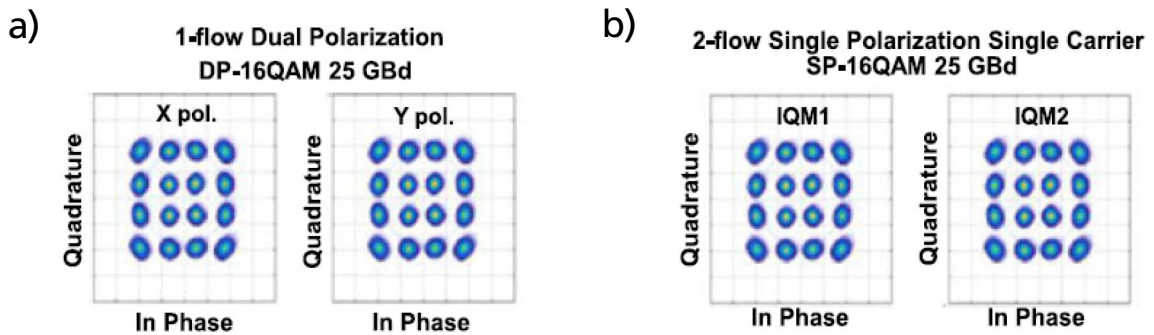 a)
1-flow Dual Polarization
DP-16QAM 25 GBd
X pol.
Y pol.
Quadrature
Quadrature
In Phase
In Phase
b)
2-flow Single Polarization Single Carrier
SP-16QAM 25 GBd
IQM1
IQM2
Quadrature
Quadrature
In Phase
In Phase